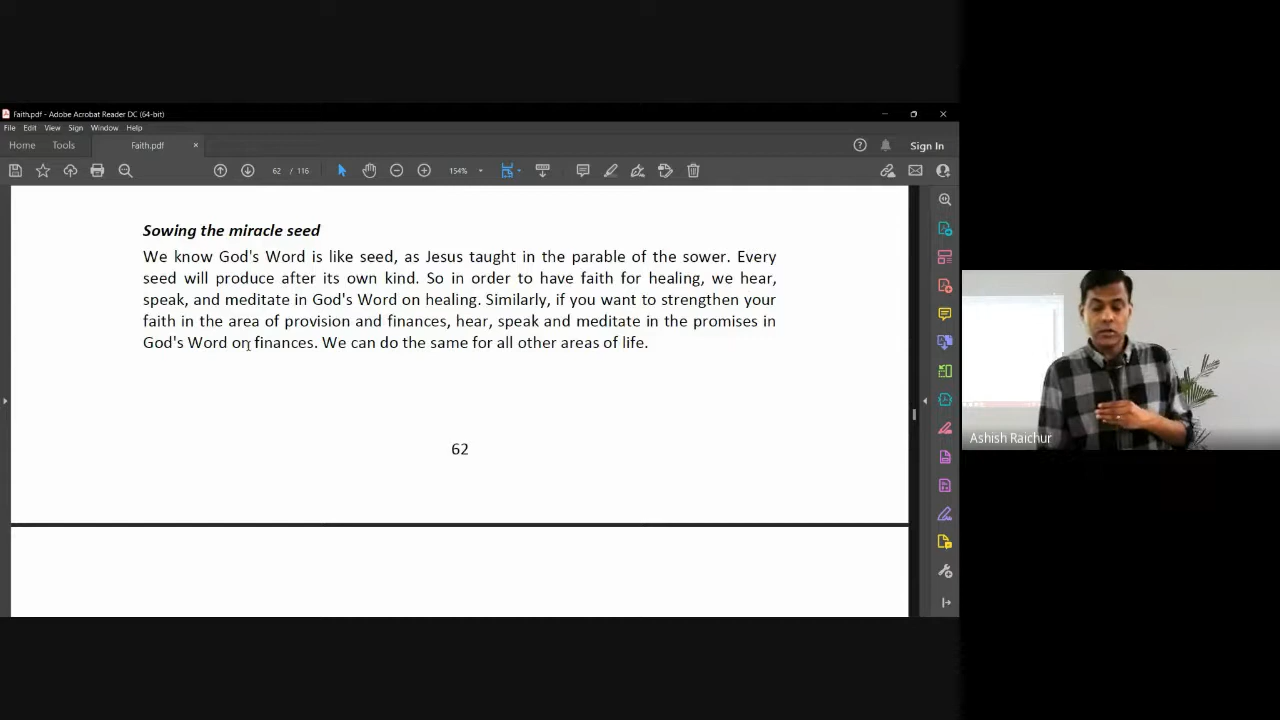 Faith.pdf - Adobe Acrobat Reader DC (64-bit)
File Edit View Sign Window Help
Home Tools Faith.pdf × Sign In
62 / 116 154%
Sowing the miracle seed
We know God's Word is like seed, as Jesus taught in the parable of the sower. Every
seed will produce after its own kind. So in order to have faith for healing, we hear,
speak, and meditate in God's Word on healing. Similarly, if you want to strengthen your
faith in the area of provision and finances, hear, speak and meditate in the promises in
God's Word on finances. We can do the same for all other areas of life.
62
Ashish Raichur